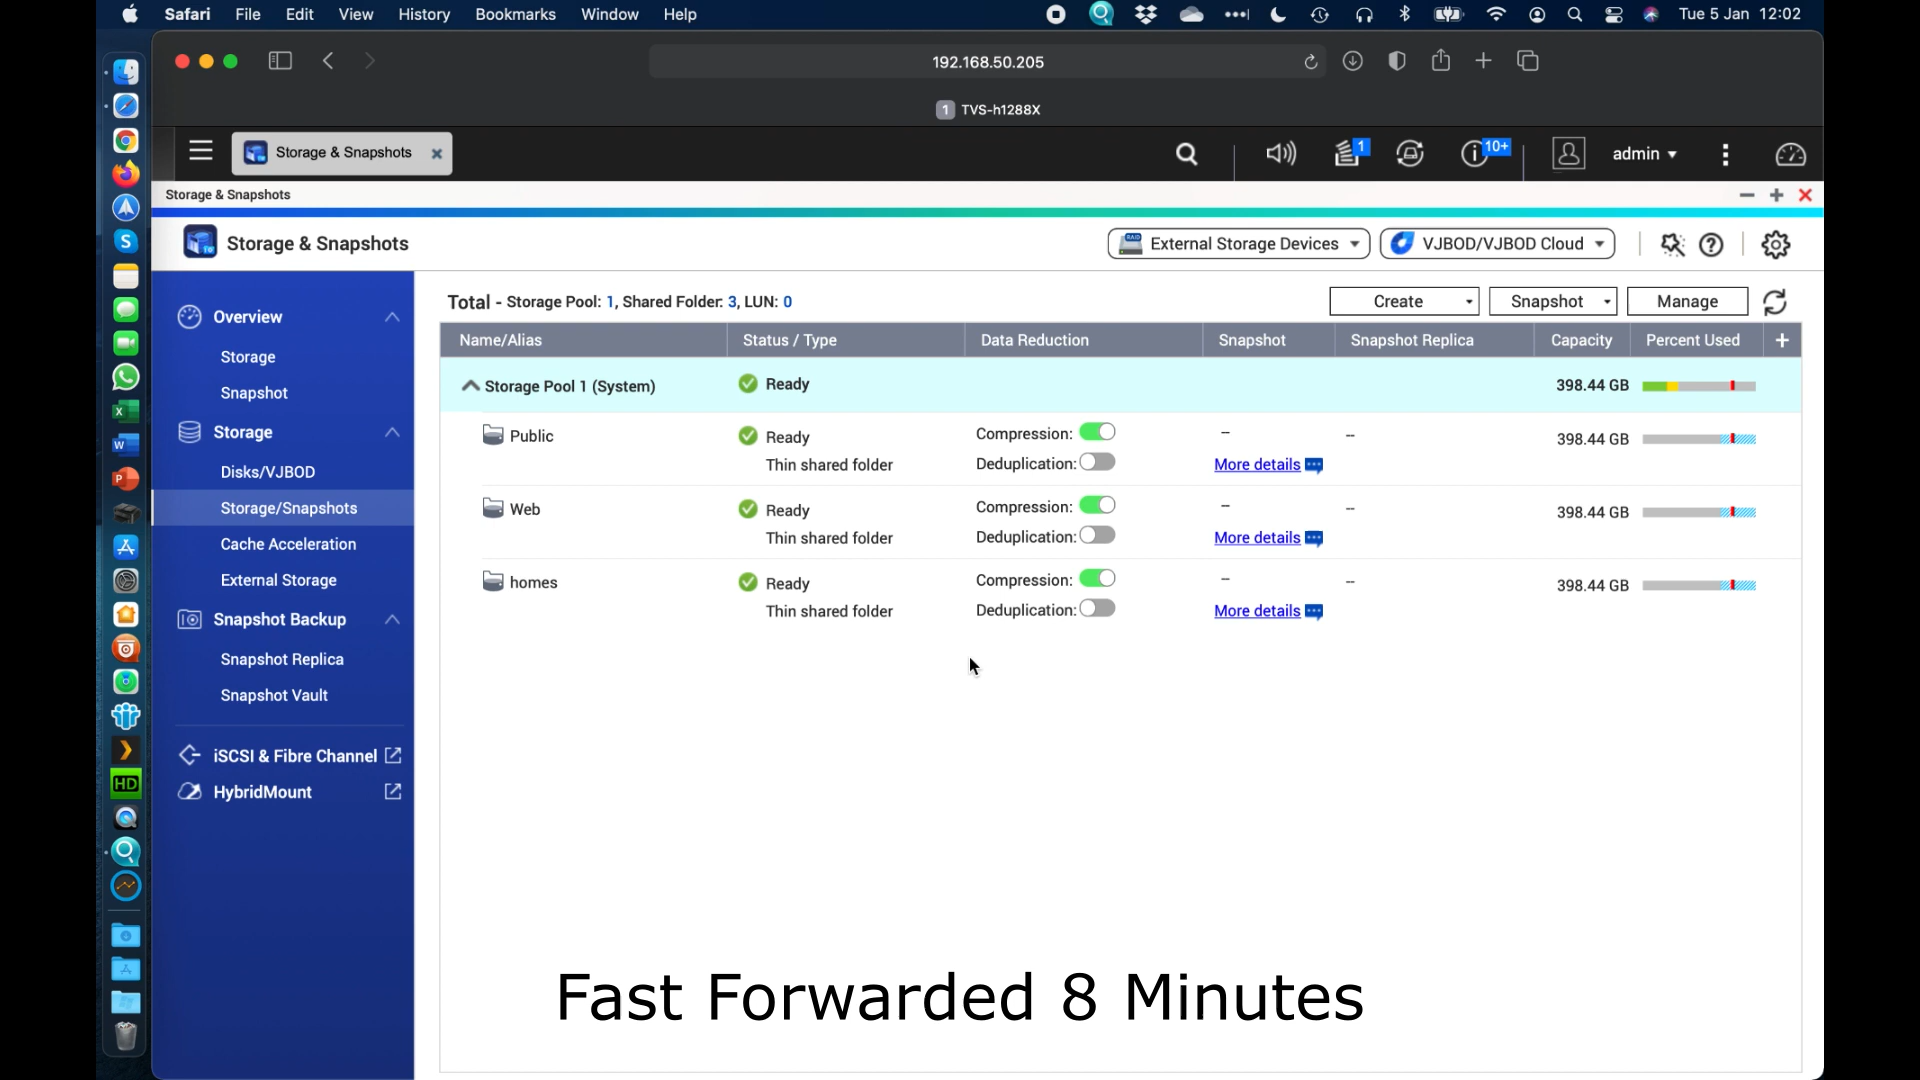 Safari File Edit View History Bookmarks Window Help Tue 5 Jan 12:02
192.168.50.205
1 TVS-h1288X
Storage & Snapshots 1 10+ admin
Storage & Snapshots
Storage & Snapshots RAID External Storage Devices VJBOD/VJBOD Cloud
Overview
Storage
Snapshot
Storage
Disks/VJBOD
Storage/Snapshots
Cache Acceleration
External Storage
Snapshot Backup
Snapshot Replica
Snapshot Vault
iSCSI & Fibre Channel
HybridMount
Total - Storage Pool: 1, Shared Folder: 3, LUN: 0 Create Snapshot Manage
Name/Alias Status / Type Data Reduction Snapshot Snapshot Replica Capacity Percent Used +
Storage Pool 1 (System) Ready 398.44 GB
Public Ready Compression: -- -- 398.44 GB
Thin shared folder Deduplication: More details
Web Ready Compression: -- -- 398.44 GB
Thin shared folder Deduplication: More details
homes Ready Compression: -- -- 398.44 GB
Thin shared folder Deduplication: More details
HD
Fast Forwarded 8 Minutes